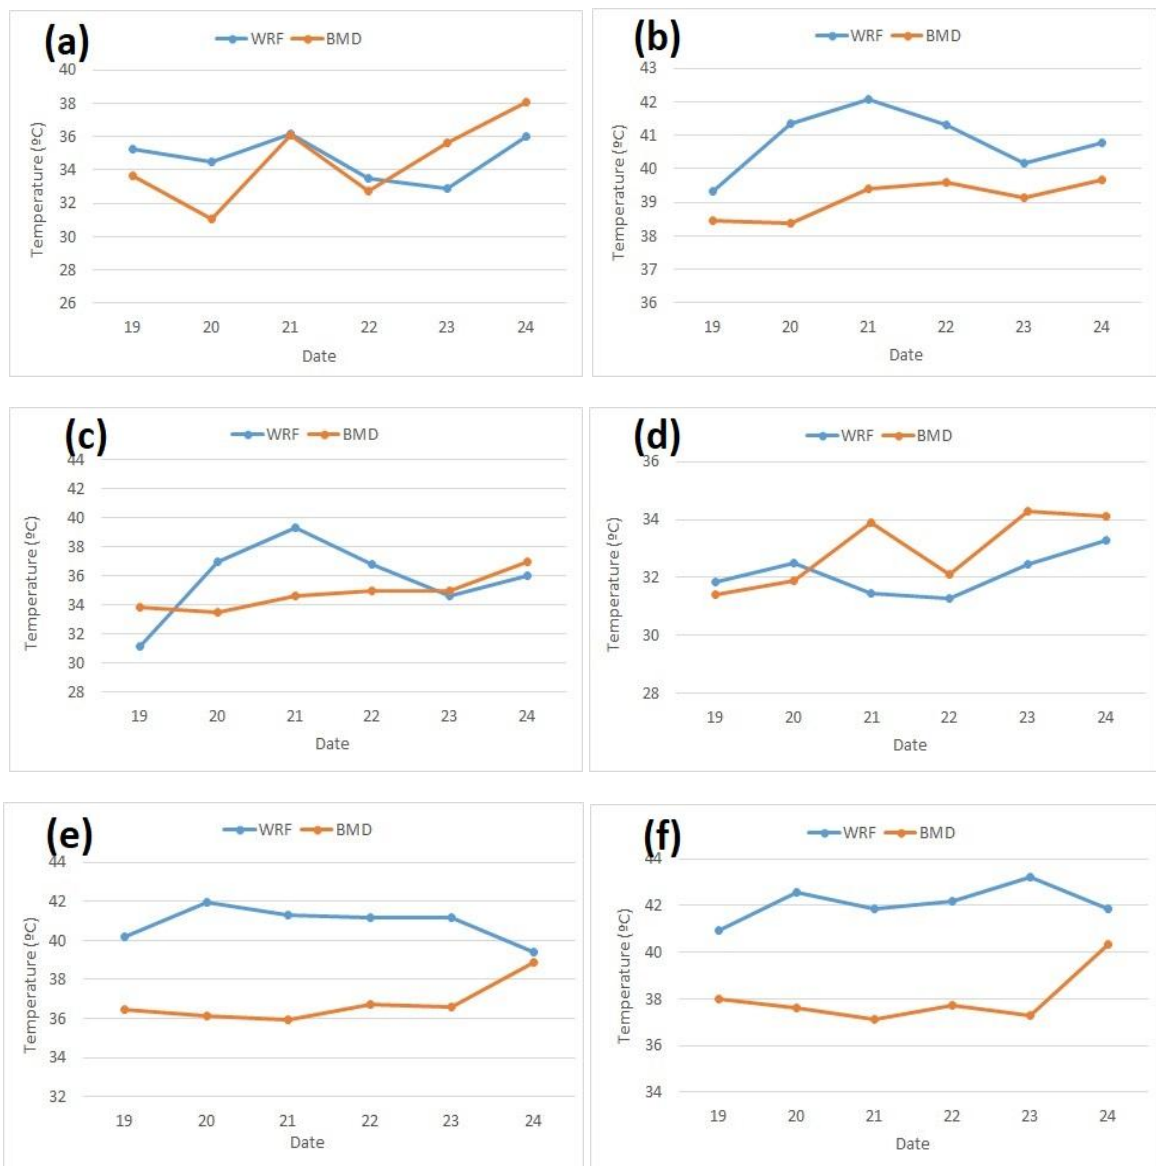 (a)
WRF BMD
40
38
36
34
32
30
28
26
Temperature (ºC)
19 20 21 22 23 24
Date
(b)
WRF BMD
43
42
41
40
39
38
37
36
Temperature (ºC)
19 20 21 22 23 24
Date
(c)
WRF BMD
44
42
40
38
36
34
32
30
28
Temperature (ºC)
19 20 21 22 23 24
Date
(d)
WRF BMD
36
34
32
30
28
Temperature (ºC)
19 20 21 22 23 24
Date
(e)
WRF BMD
44
42
40
38
36
34
32
Temperature (ºC)
19 20 21 22 23 24
Date
(f)
WRF BMD
44
42
40
38
36
34
Temperature (ºC)
19 20 21 22 23 24
Date